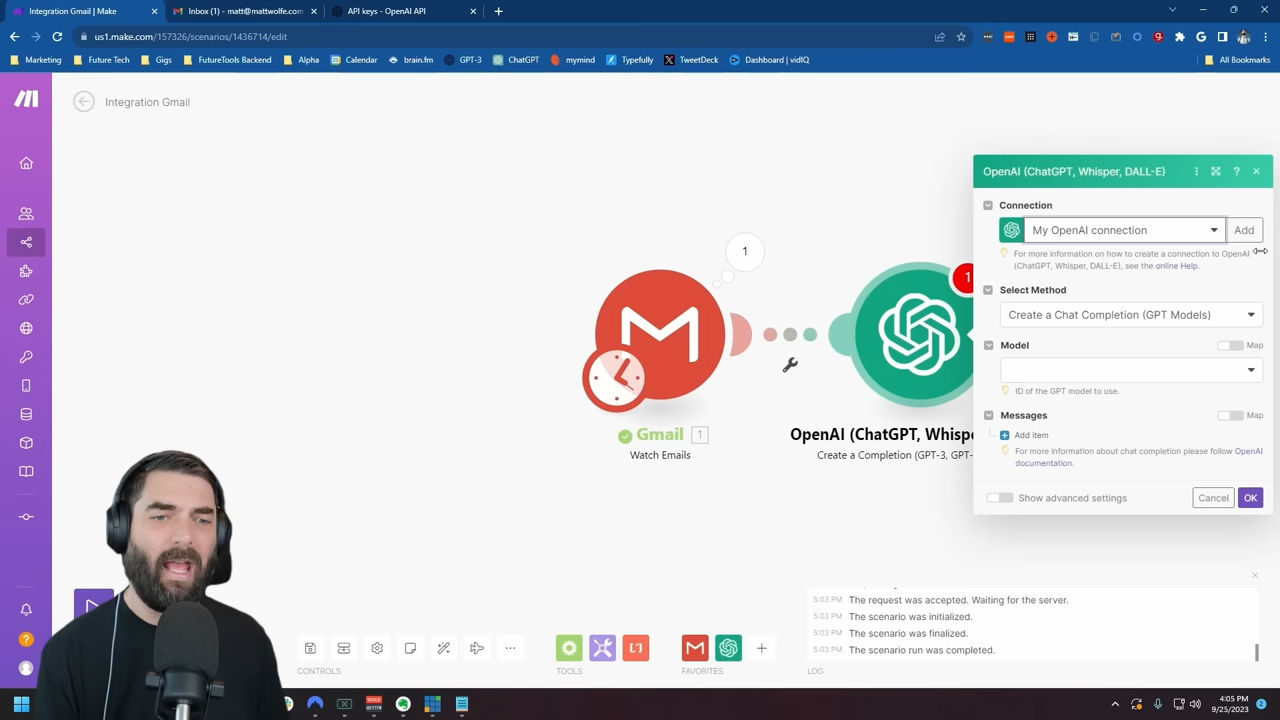 Integration Gmail | Make
Inbox (1) - matt@mattwolfe.com
API keys - OpenAI API
us1.make.com/157326/scenarios/1436714/edit
Marketing
Future Tech
Gigs
FutureTools Backend
Alpha
Calendar
brain.fm
GPT-3
ChatGPT
mymind
Typefully
TweetDeck
Dashboard | vidIQ
All Bookmarks
Integration Gmail
OpenAI (ChatGPT, Whisper, DALL-E)
Connection
My OpenAI connection
Add
For more information on how to create a connection to OpenAI
(ChatGPT, Whisper, DALL-E), see the online Help.
Select Method
Create a Chat Completion (GPT Models)
Model
Map
ID of the GPT model to use.
Messages
Map
Add item
For more information about chat completion please follow OpenAI
documentation.
Show advanced settings
Cancel
OK
1
1
Gmail
1
Watch Emails
OpenAI (ChatGPT, Whispe
Create a Completion (GPT-3, GPT-
5:03 PM The request was accepted. Waiting for the server.
5:03 PM The scenario was initialized.
5:03 PM The scenario was finalized.
5:03 PM The scenario run was completed.
CONTROLS
TOOLS
FAVORITES
LOG
4:05 PM
9/25/2023
2